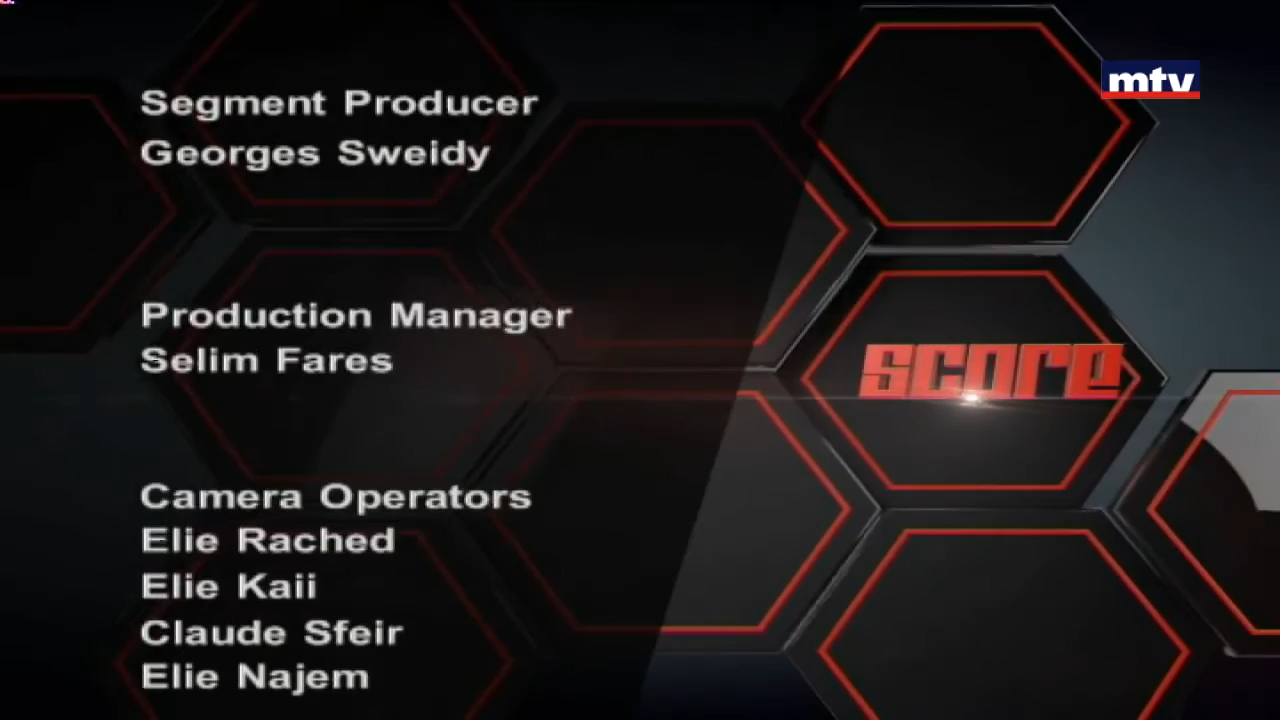 mtv
Segment Producer
Georges Sweidy
Production Manager
Selim Fares
score
Camera Operators
Elie Rached
Elie Kaii
Claude Sfeir
Elie Najem